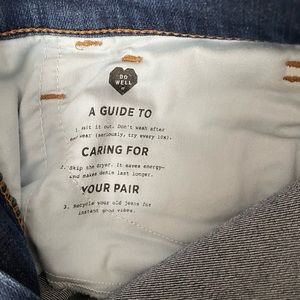 DO
WELL
A GUIDE TO
1. Wait it out. Don't wash after
wear (seriously, try every 10x).
CARING FOR
2. Skip the dryer. It saves energy-
and makes denim last longer.
YOUR PAIR
3. Recycle your old jeans for
instant good vibes.